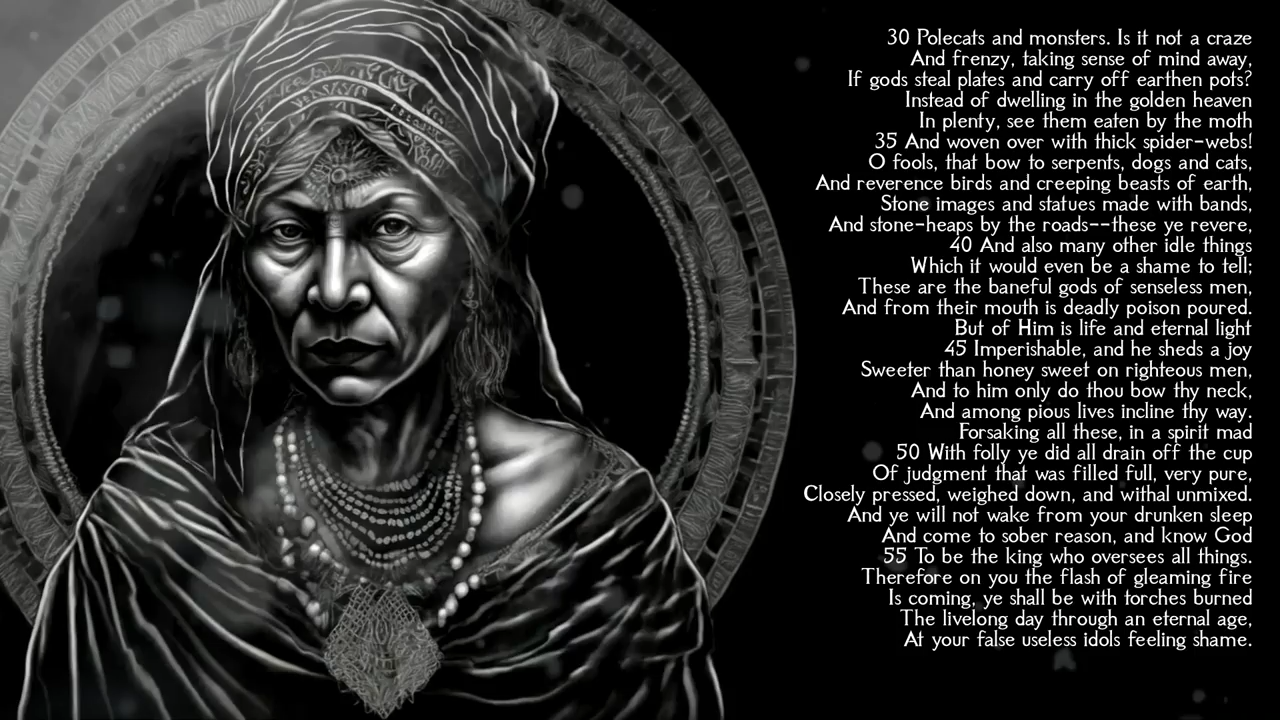 30 Polecats and monsters. Is it not a craze
And frenzy, taking sense of mind away,
If gods steal plates and carry off earthen pots?
Instead of dwelling in the golden heaven
In plenty, see them eaten by the moth
35 And woven over with thick spider-webs!
O fools, that bow to serpents, dogs and cats,
And reverence birds and creeping beasts of earth,
Stone images and statues made with bands,
And stone-heaps by the roads--these ye revere,
40 And also many other idle things
Which it would even be a shame to tell;
These are the baneful gods of senseless men,
And from their mouth is deadly poison poured.
But of Him is life and eternal light
45 Imperishable, and he sheds a joy
Sweeter than honey sweet on righteous men,
And to him only do thou bow thy neck,
And among pious lives incline thy way.
Forsaking all these, in a spirit mad
50 With folly ye did all drain off the cup
Of judgment that was filled full, very pure,
Closely pressed, weighed down, and withal unmixed.
And ye will not wake from your drunken sleep
And come to sober reason, and know God
55 To be the king who oversees all things.
Therefore on you the flash of gleaming fire
Is coming, ye shall be with torches burned
The livelong day through an eternal age,
At your false useless idols feeling shame.